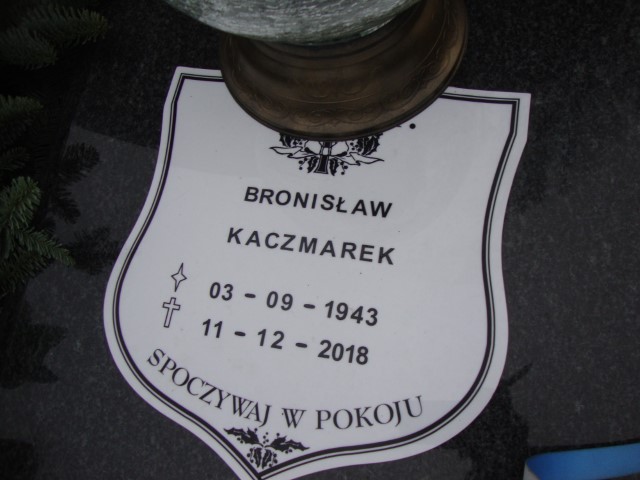 BRONISŁAW
KACZMAREK
03 - 09 - 1943
11 - 12 - 2018
SPOCZYWAJ W POKOJU